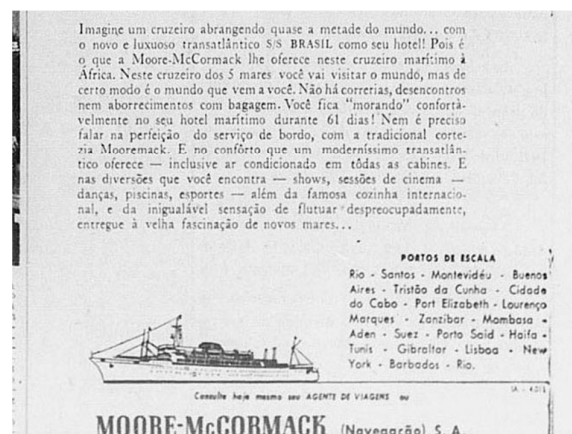 Imagine um cruzeiro abrangendo quase a metade do mundo... com
o novo e luxuoso transatlântico S/S BRASIL como seu hotel! Pois é
o que a Moore-McCormack lhe oferece neste cruzeiro marítimo à
África. Neste cruzeiro dos 5 mares você vai visitar o mundo, mas de
certo modo é o mundo que vem a você. Não há correrias, desencontros
nem aborrecimentos com bagagem. Você fica "morando" confortà-
velmente no seu hotel marítimo durante 61 dias! Nem é preciso
falar na perfeição do serviço de bordo, com a tradicional corte-
zia Mooremack. E no confôrto que um moderníssimo transatlân-
tico oferece — inclusive ar condicionado em tôdas as cabines. E
nas diversões que você encontra — shows, sessões de cinema —
danças, piscinas, esportes — além da famosa cozinha internacio-
nal, e da inigualável sensação de flutuar despreocupadamente,
entregue à velha fascinação de novos mares...
PORTOS DE ESCALA
Rio - Santos - Montevidéu - Buenos
Aires - Tristão da Cunha - Cidade
do Cabo - Port Elizabeth - Lourenço
Marques - Zanzibar - Mombasa -
Aden - Suez - Porto Said - Haifa -
Tunis - Gibraltar - Lisboa - New
York - Barbados - Rio.
Consulte hoje mesmo seu AGENTE DE VIAGENS ou
MOORE-McCORMACK (Navegação) S. A.